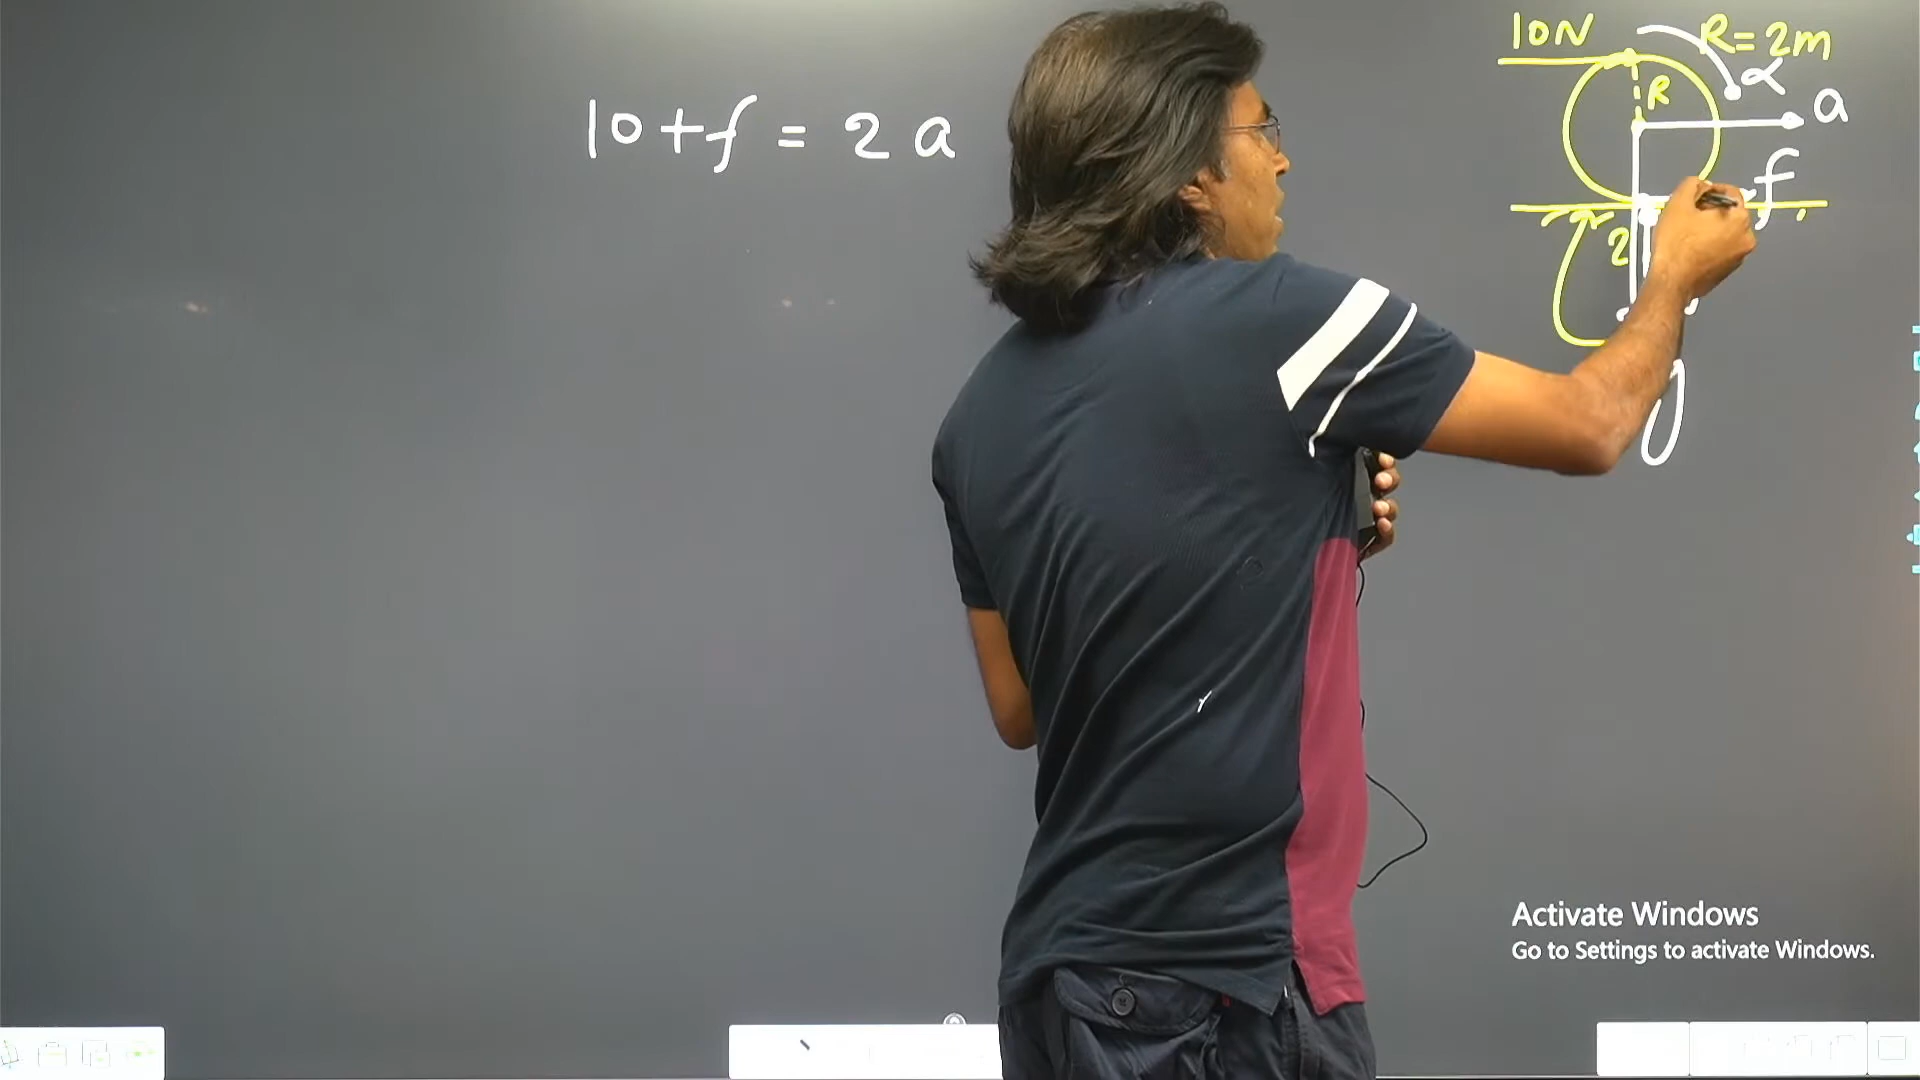 10+f = 2 a
10N
R = 2m
α
R
a
f
2
g
Activate Windows
Go to Settings to activate Windows.